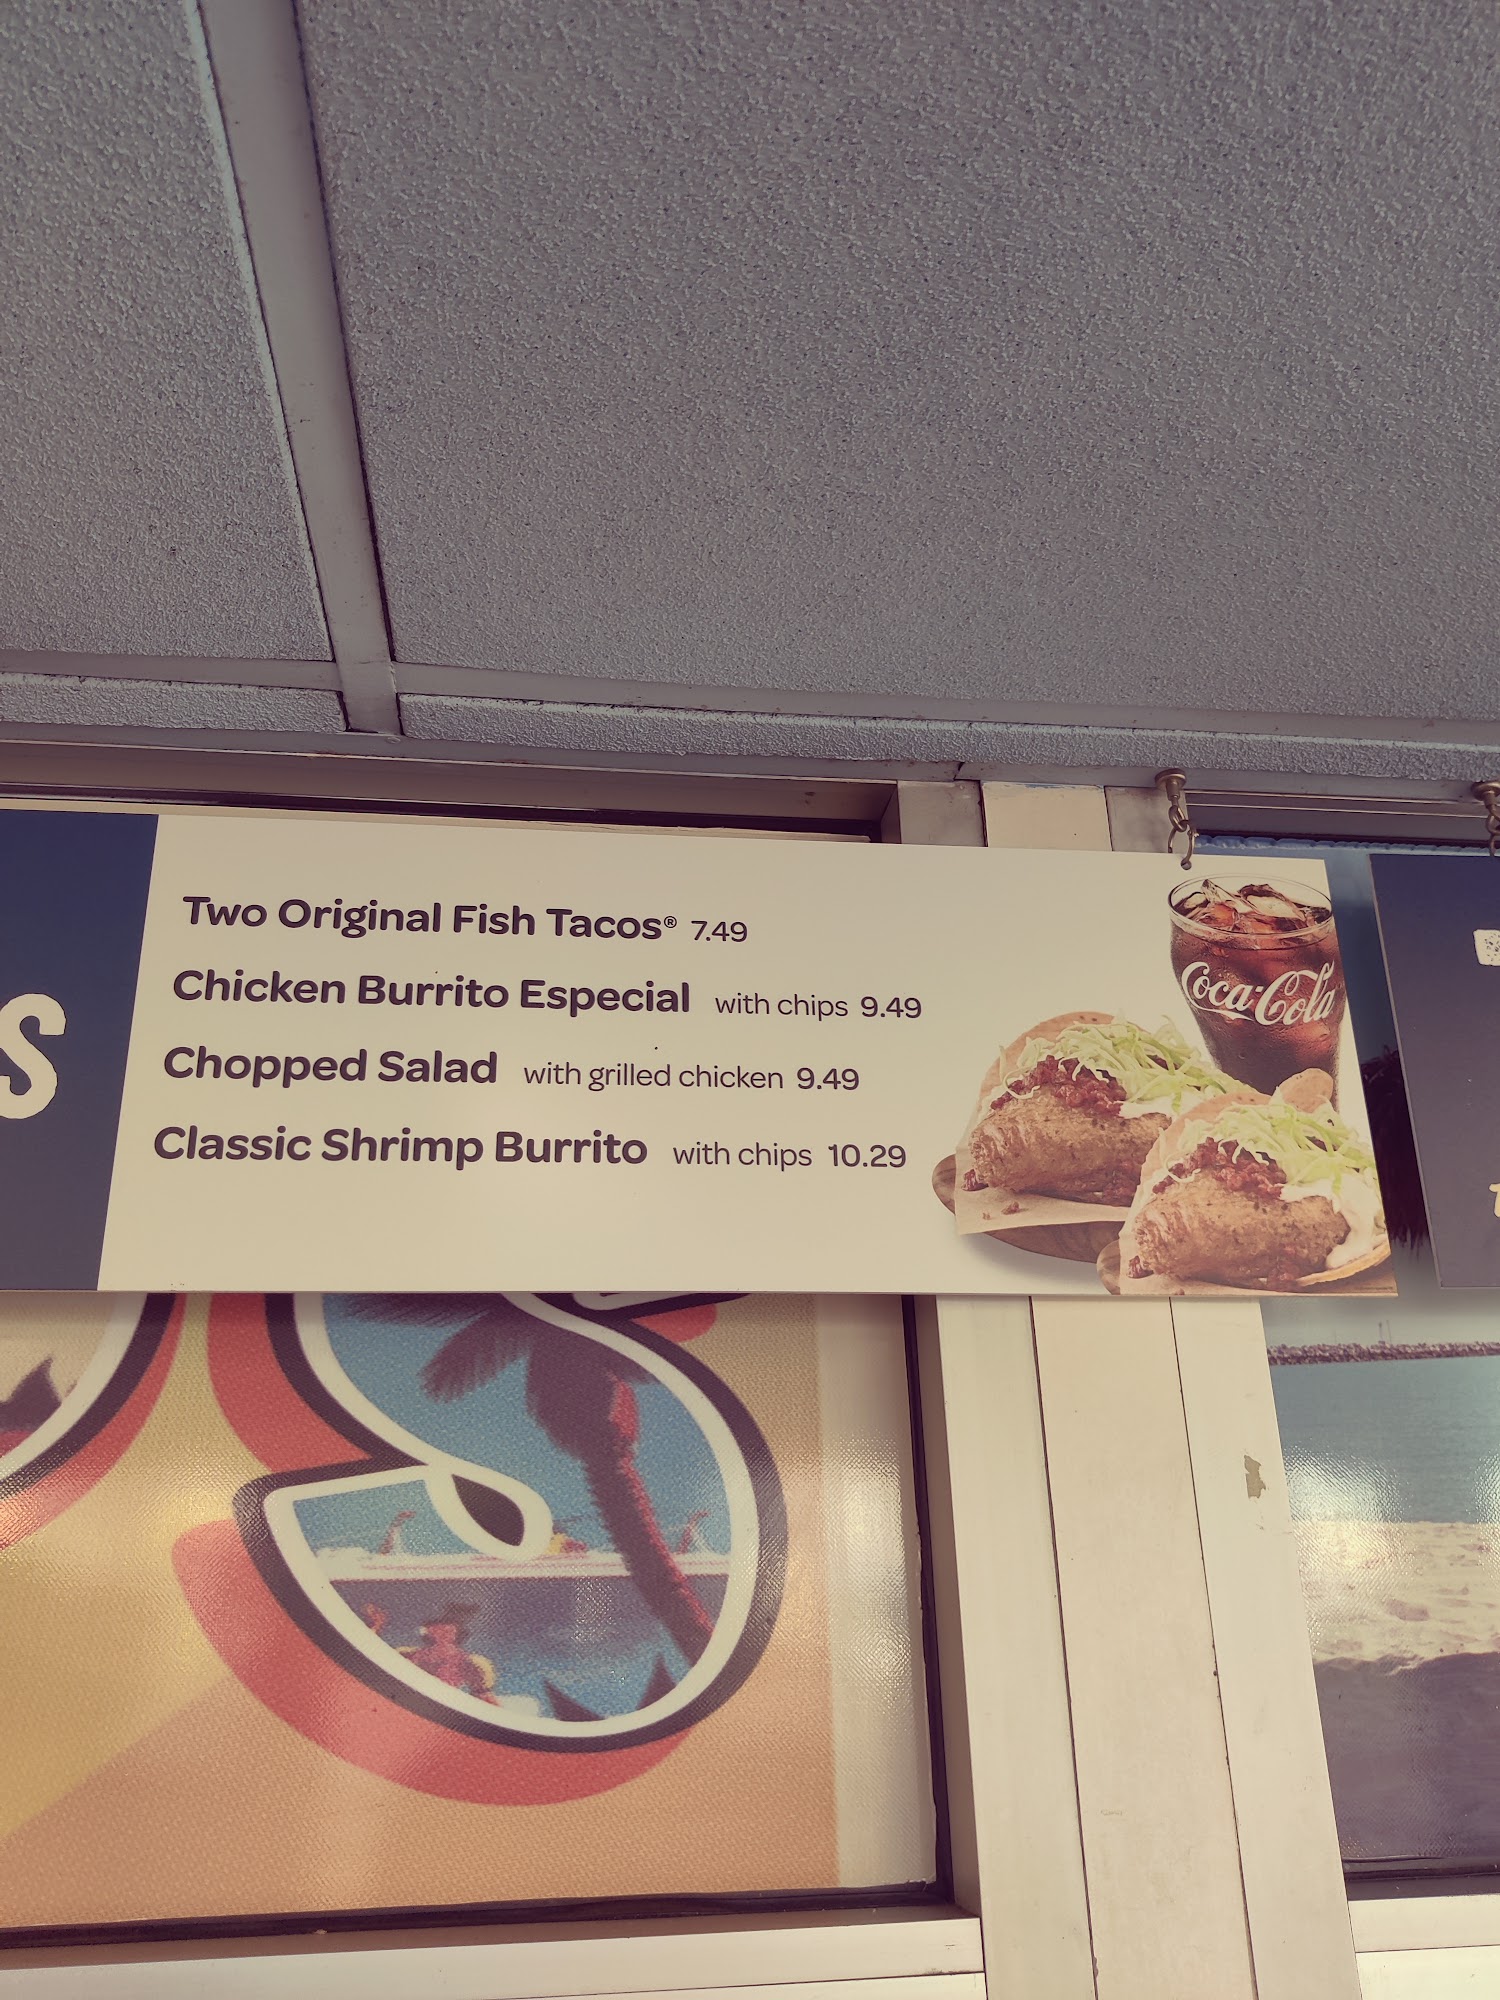 Two Original Fish Tacos® 7.49
Chicken Burrito Especial with chips 9.49
Chopped Salad with grilled chicken 9.49
Classic Shrimp Burrito with chips 10.29
Coca-Cola
S